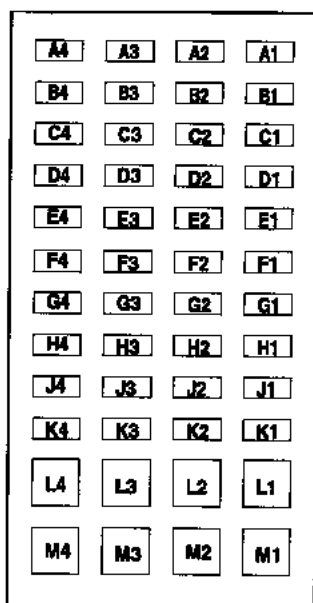 A4 A3 A2 A1
B4 B3 B2 B1
C4 C3 C2 C1
D4 D3 D2 D1
E4 E3 E2 E1
F4 F3 F2 F1
G4 G3 G2 G1
H4 H3 H2 H1
J4 J3 J2 J1
K4 K3 K2 K1
L4 L3 L2 L1
M4 M3 M2 M1